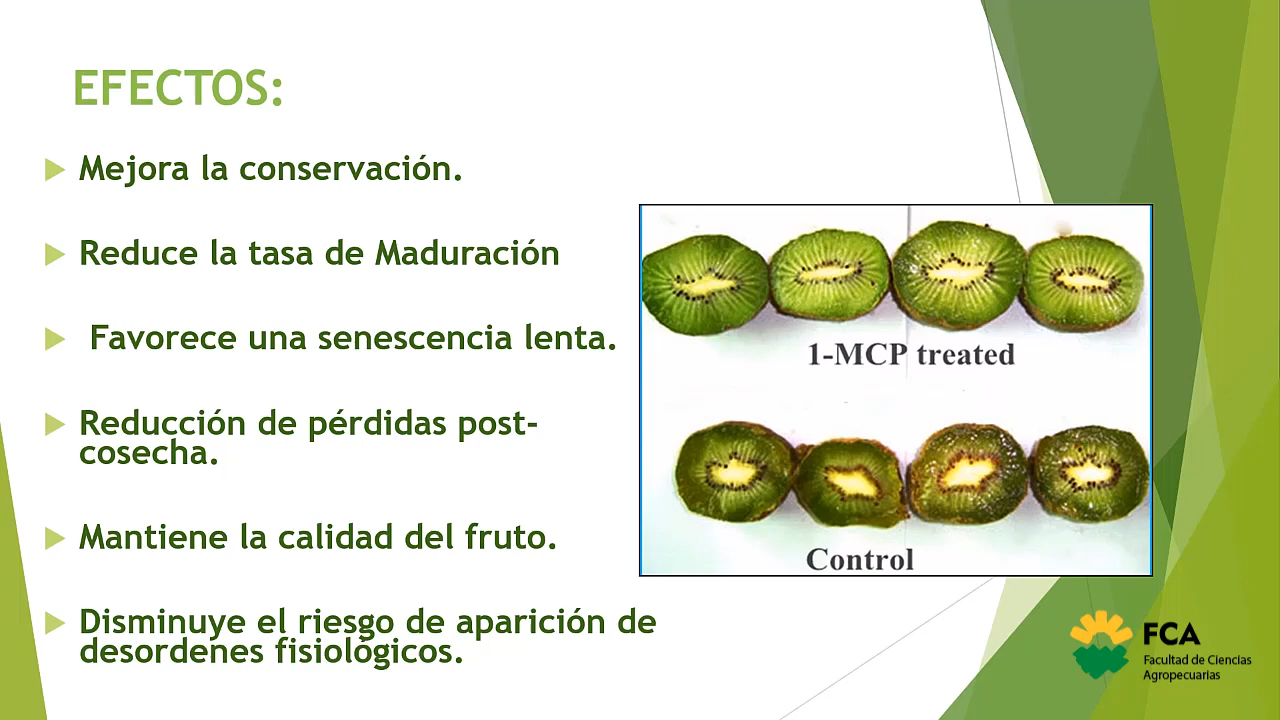 EFECTOS:
Mejora la conservación.
Reduce la tasa de Maduración
Favorece una senescencia lenta.
Reducción de pérdidas post-
cosecha.
Mantiene la calidad del fruto.
Disminuye el riesgo de aparición de
desordenes fisiológicos.
1-MCP treated
Control
FCA
Facultad de Ciencias
Agropecuarias